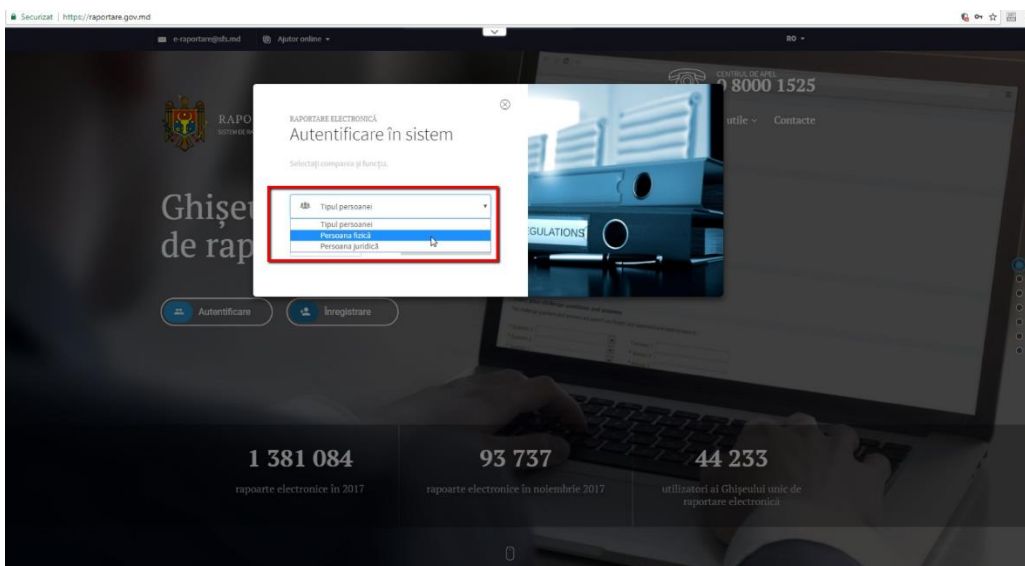 Securizat | https://raportare.gov.md
e-raportare@sfs.md
Ajutor online
RO
CENTRUL DE APEL
0 8000 1525
RAPO
utile
Contacte
RAPORTARE ELECTRONICĂ
Autentificare în sistem
Selectați compania și funcția.
Tipul persoanei
Tipul persoanei
Persoana fizică
Persoana juridică
EGULATIONS
Ghișeu
de rap
Autentificare
Înregistrare
1 381 084
93 737
44 233
rapoarte electronice în 2017
rapoarte electronice în noiembrie 2017
utilizatori ai Ghișeului unic de
raportare electronică